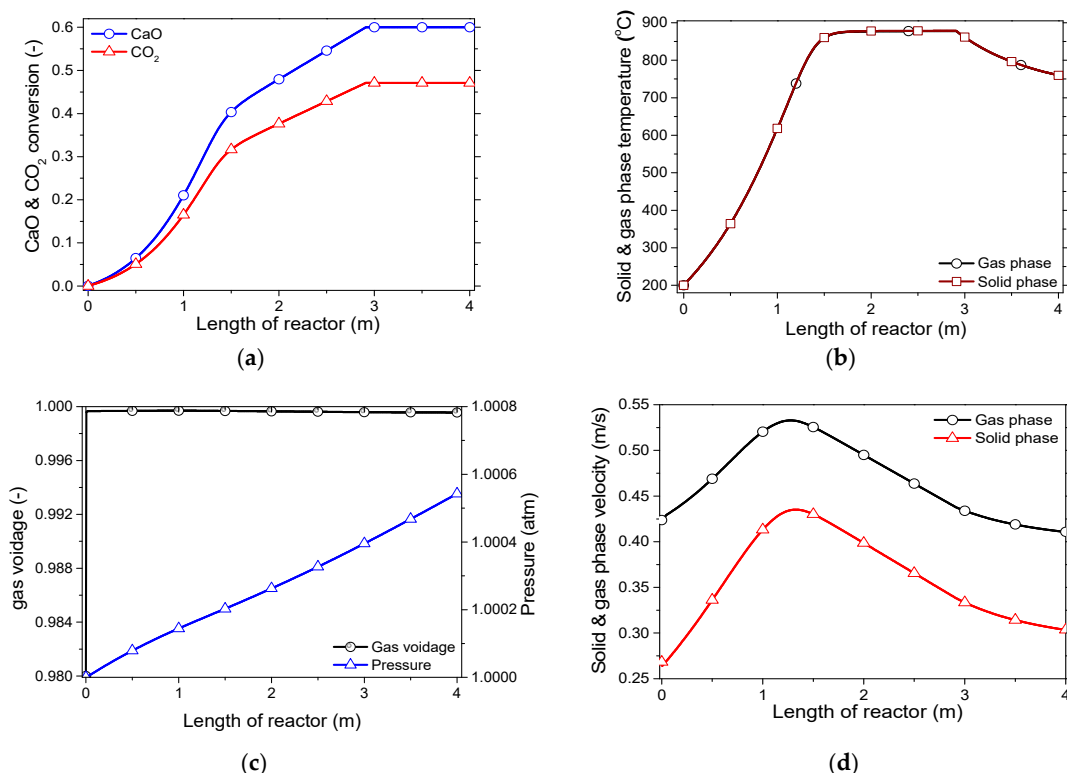 CaO & CO₂ conversion (-)
0.6
0.5
0.3
0.2
0.0
CaO
CO₂
0 1 2 3 4
Length of reactor (m)
(a)
Solid & gas phase temperature (°C)
900
800
700
600
500
400
300
200
Gas phase
Solid phase
0 1 2 3 4
Length of reactor (m)
(b)
gas voidage (-)
1.000
0.996
0.992
0.988
0.984
0.980
Gas voidage
Pressure
1.0008
1.0006
1.0004
1.0002
1.0000
Pressure (atm)
0 1 2 3 4
Length of reactor (m)
(c)
Solid & gas phase velocity (m/s)
0.55
0.50
0.45
0.40
0.35
0.30
0.25
Gas phase
Solid phase
0 1 2 3 4
Length of reactor (m)
(d)